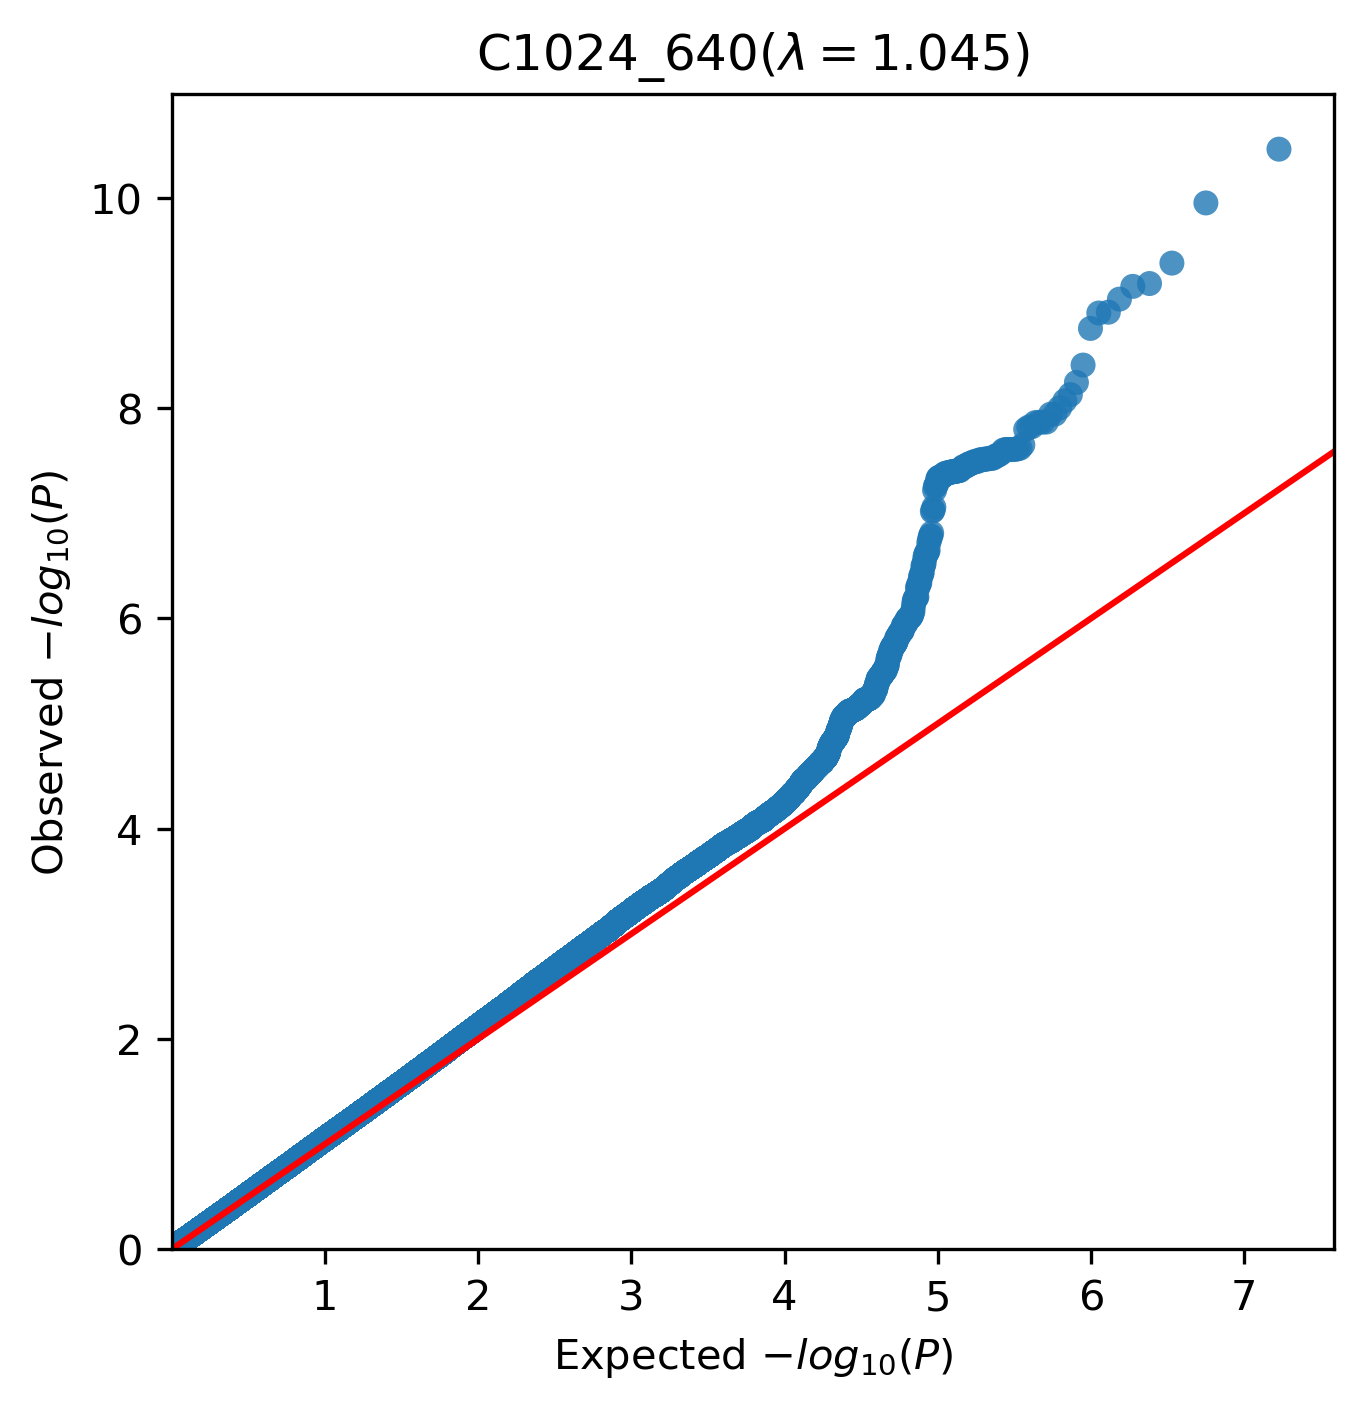 C1024_640(λ = 1.045)
10
8
6
4
2
0
Observed −log₁₀(P)
1 2 3 4 5 6 7
Expected −log₁₀(P)